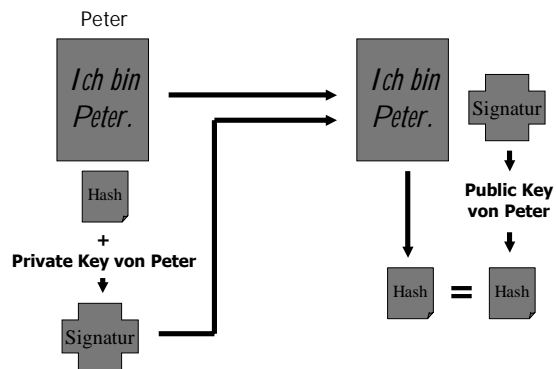 Peter
Ich bin
Peter.
Hash
+
Private Key von Peter
Signatur
Ich bin
Peter.
Signatur
Public Key
von Peter
Hash = Hash